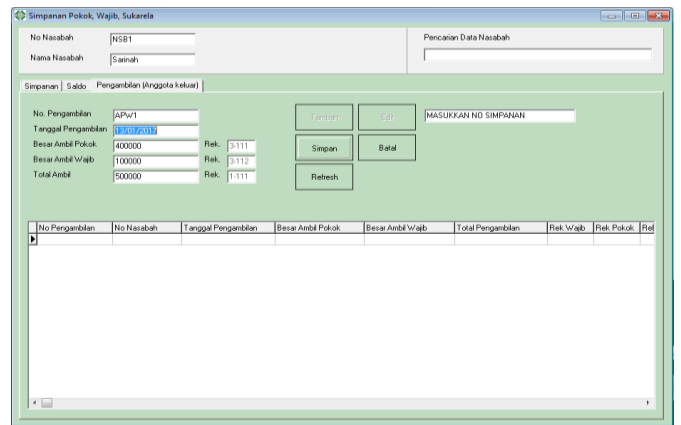 Simpanan Pokok, Wajib, Sukarela
No Nasabah NSB1
Nama Nasabah Sarinah
Pencarian Data Nasabah
Simpanan Saldo Pengambilan (Anggota keluar)
No. Pengambilan APW1
Tanggal Pengambilan 13/01/2017
Besar Ambil Pokok 400000 Rek. 3-111
Besar Ambil Wajib 100000 Rek. 3-112
Total Ambil 500000 Rek. 1-111
Tambah Edit MASUKKAN NO SIMPANAN
Simpan Batal
Refresh
No Pengambilan No Nasabah Tanggal Pengambilan Besar Ambil Pokok Besar Ambil Wajib Total Pengambilan Rek Wajib Rek Pokok Rel